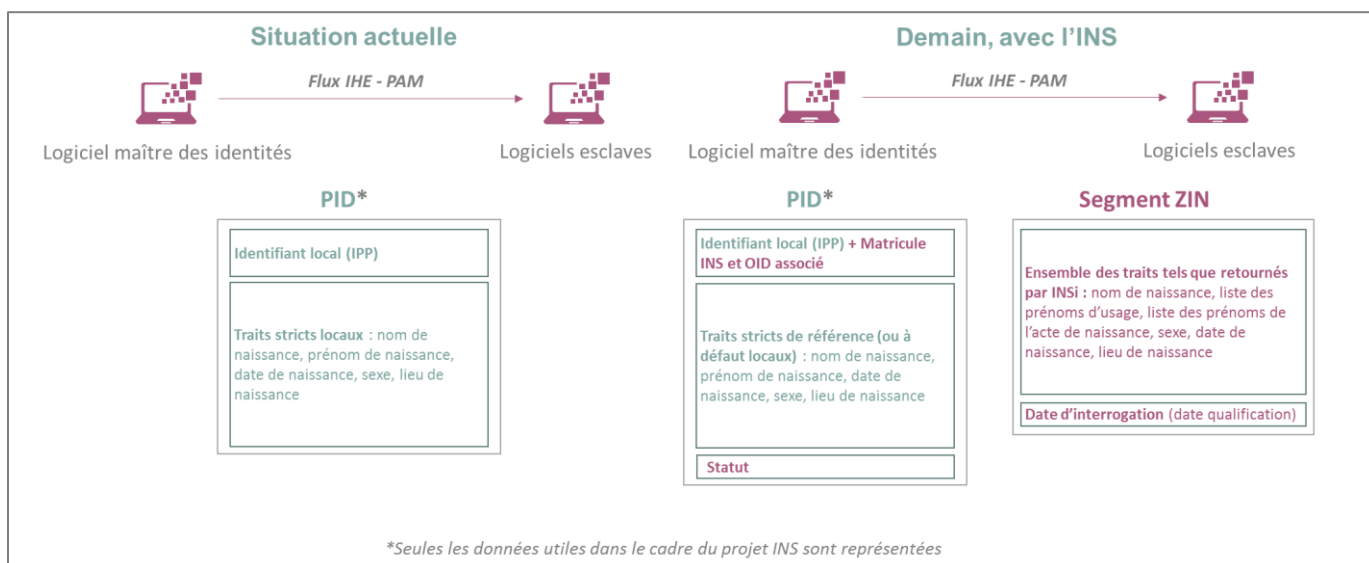 Situation actuelle
Flux IHE - PAM
Logiciel maître des identités
Logiciels esclaves
PID*
Identifiant local (IPP)
Traits stricts locaux : nom de
naissance, prénom de naissance,
date de naissance, sexe, lieu de
naissance
Demain, avec l'INS
Flux IHE - PAM
Logiciel maître des identités
Logiciels esclaves
PID*
Identifiant local (IPP) + Matricule
INS et OID associé
Traits stricts de référence (ou à
défaut locaux) : nom de naissance,
prénom de naissance, date de
naissance, sexe, lieu de naissance
Statut
Segment ZIN
Ensemble des traits tels que retournés
par INSi : nom de naissance, liste des
prénoms d'usage, liste des prénoms de
l'acte de naissance, sexe, date de
naissance, lieu de naissance
Date d'interrogation (date qualification)
*Seules les données utiles dans le cadre du projet INS sont représentées